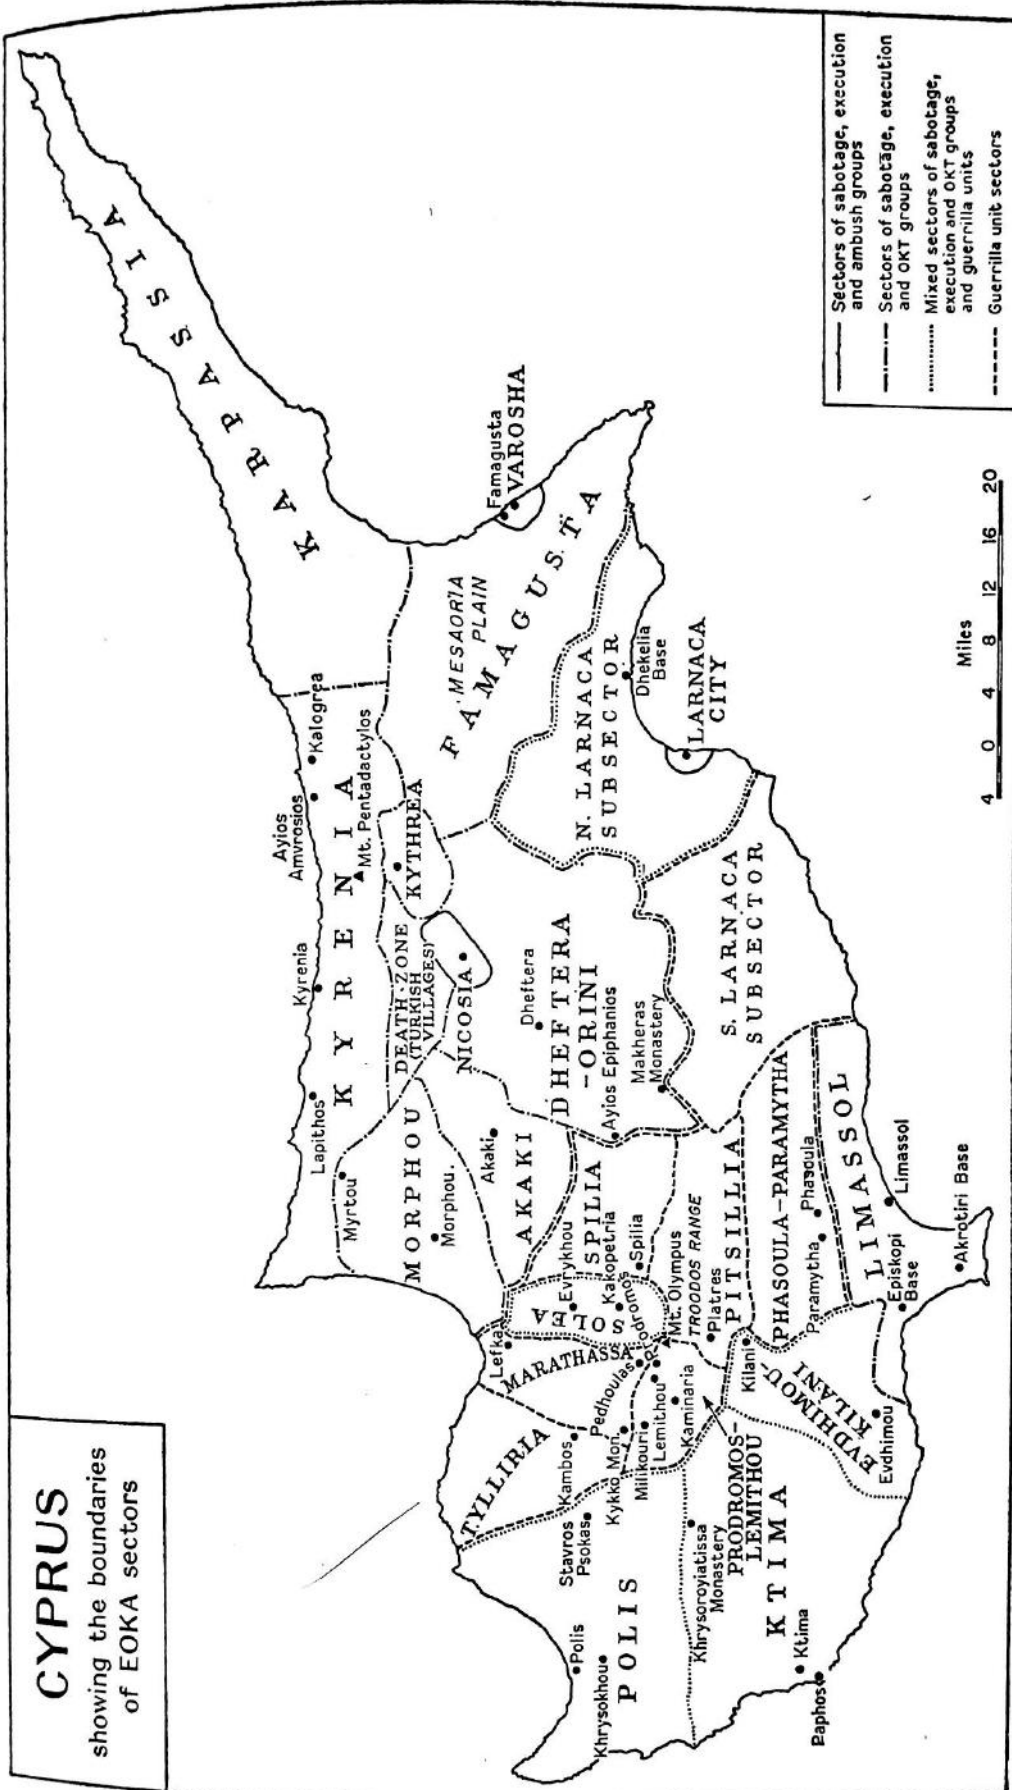 CYPRUS
showing the boundaries
of EOKA sectors
KARPASSIA
Kalogrea
Ayios
Amvrosios
Mt. Pentadactylos
KYRENIA
Kyrenia
Lapithos
Myrtou
KYTHREA
DEATH-ZONE
(TURKISH
VILLAGES)
NICOSIA
MESAORIA
PLAIN
FAMAGUSTA
Famagusta
VAROSHA
MORPHOU
Morphou.
Akaki
AKAKI
Dheftera
DHEFTERA
-ORINI
Ayios Epiphanios
Makheras
Monastery
N. LARNACA
SUBSECTOR
Dhekelia
Base
LARNACA
CITY
S. LARNACA
SUBSECTOR
Lefka
Evrykhou
SOLEA
Kakopetria
SPILIA
Spilia
MARATHASSA
Pedhoulas
Prodromos
Mt. Olympus
TROODOS RANGE
Platres
PITSILLIA
TYLLIRIA
Kambos
Kykko Mon.
Milikouri
Lemithou
Kaminaria
Stavros
Psokas
PRODROMOS-
LEMITHOU
Kilani
PHASOULA-PARAMYTHA
Phasoula
Paramytha
LIMASSOL
Limassol
Episkopi
Base
Akrotiri Base
EVDHIMOU-
KILANI
Evdhimou
Polis
Khrysokhou
POLIS
Khrysoroyiatissa
Monastery
KTIMA
Ktima
Paphos
4 0 4 8 12 16 20
Miles
Sectors of sabotage, execution
and ambush groups
Sectors of sabotage, execution
and OKT groups
Mixed sectors of sabotage,
execution and OKT groups
and guerrilla units
Guerrilla unit sectors